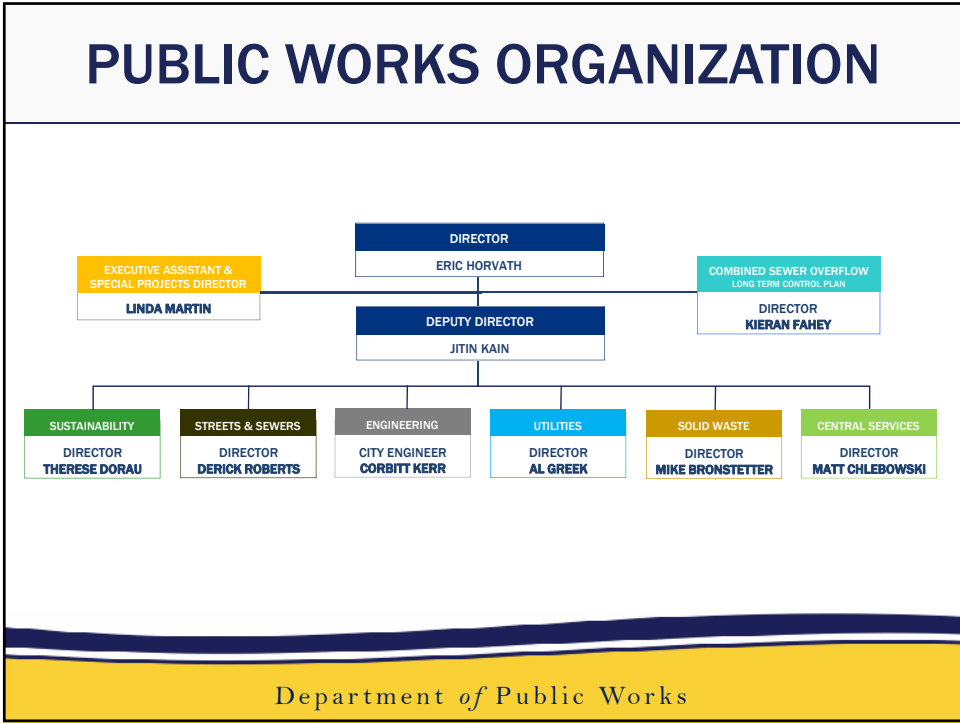 PUBLIC WORKS ORGANIZATION
DIRECTOR
ERIC HORVATH
EXECUTIVE ASSISTANT &
SPECIAL PROJECTS DIRECTOR
LINDA MARTIN
COMBINED SEWER OVERFLOW
LONG TERM CONTROL PLAN
DIRECTOR
KIERAN FAHEY
DEPUTY DIRECTOR
JITIN KAIN
SUSTAINABILITY
DIRECTOR
THERESE DORAU
STREETS & SEWERS
DIRECTOR
DERICK ROBERTS
ENGINEERING
CITY ENGINEER
CORBITT KERR
UTILITIES
DIRECTOR
AL GREEK
SOLID WASTE
DIRECTOR
MIKE BRONSTETTER
CENTRAL SERVICES
DIRECTOR
MATT CHLEBOWSKI
Department of Public Works